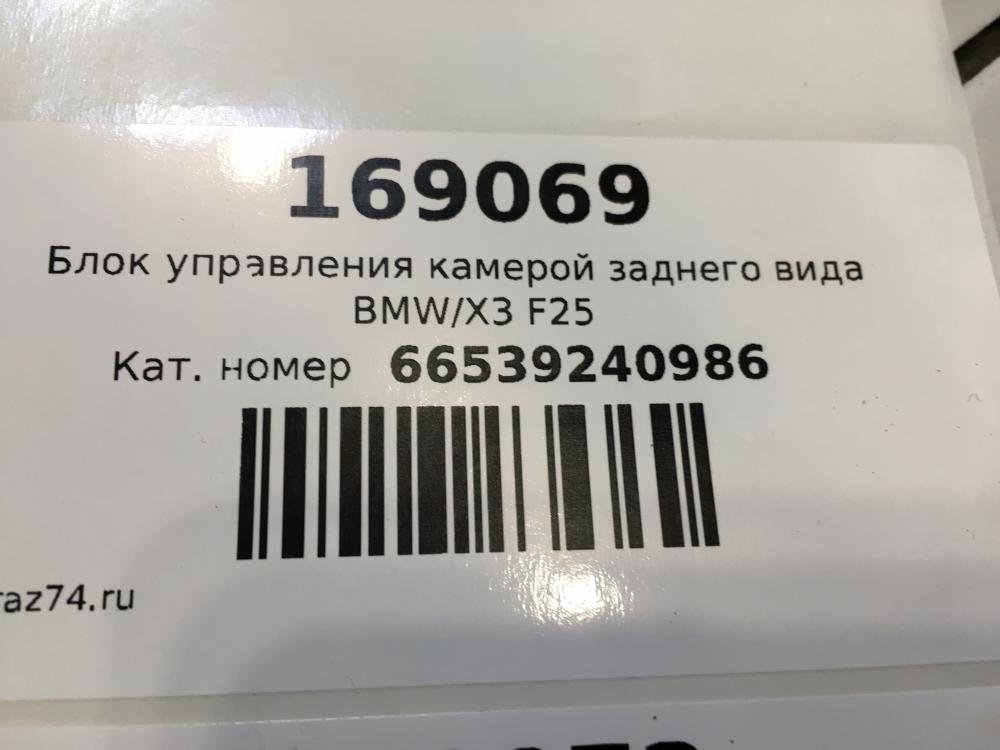 169069
Блок управления камерой заднего вида
BMW/X3 F25
Кат. номер 66539240986
raz74.ru